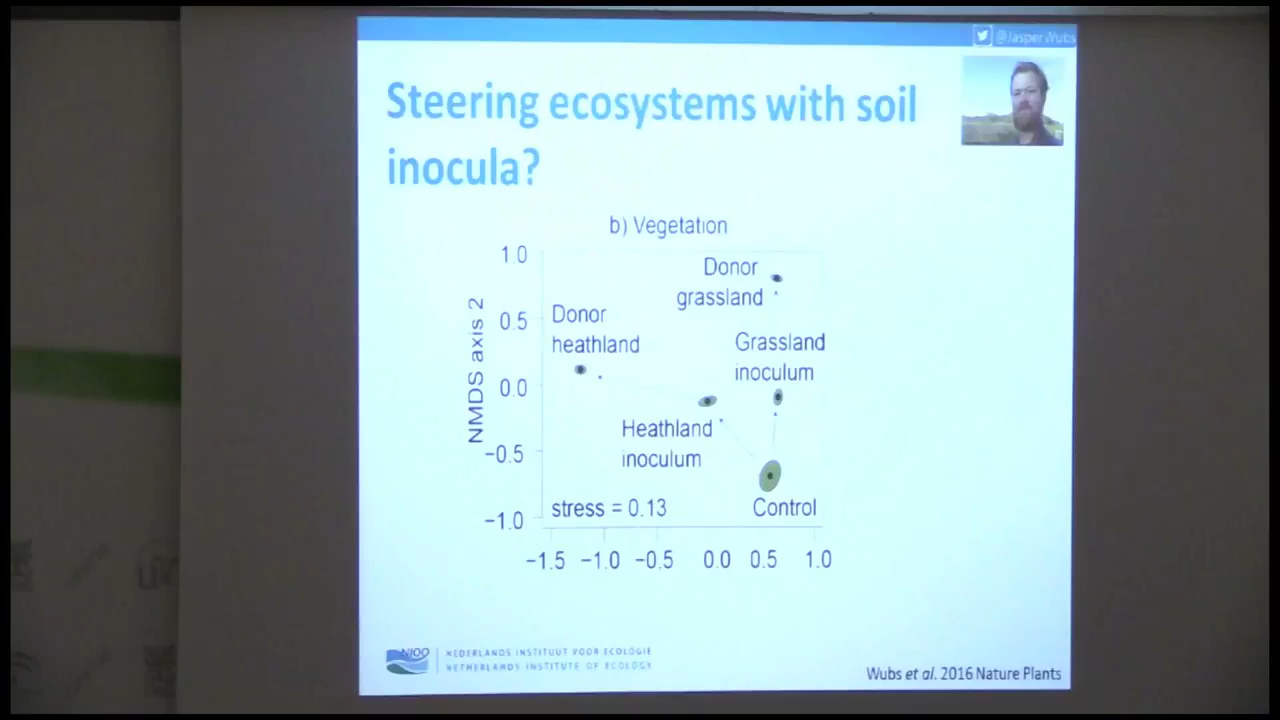 @JasperWubs
Steering ecosystems with soil
inocula?
b) Vegetation
1.0
0.5
0.0
−0.5
−1.0
NMDS axis 2
Donor
grassland
Donor
heathland
Grassland
inoculum
Heathland
inoculum
stress = 0.13
Control
−1.5 −1.0 −0.5 0.0 0.5 1.0
NIOO
NEDERLANDS INSTITUUT VOOR ECOLOGIE
NETHERLANDS INSTITUTE OF ECOLOGY
Wubs et al. 2016 Nature Plants